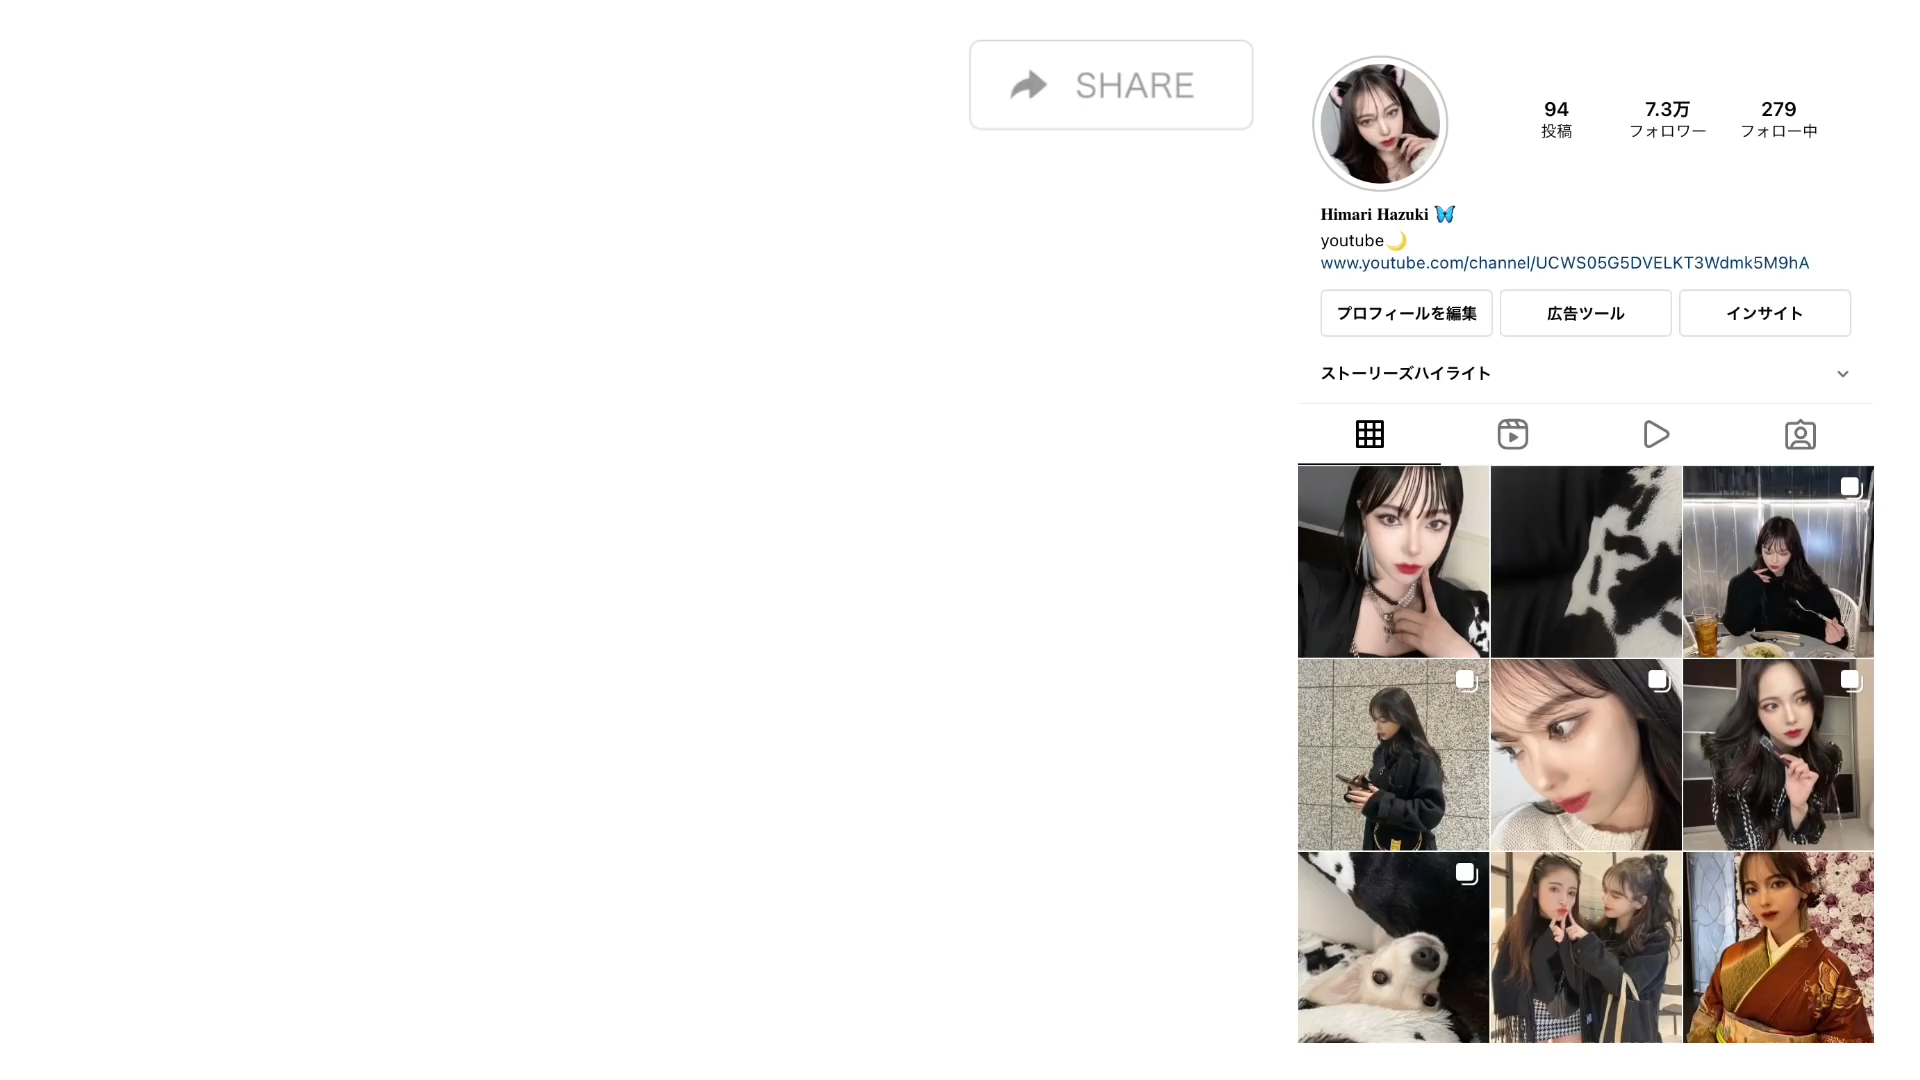 SHARE
94
投稿
7.3万
フォロワー
279
フォロー中
Himari Hazuki 🦋
youtube🌙
www.youtube.com/channel/UCWS05G5DVELKT3Wdmk5M9hA
プロフィールを編集
広告ツール
インサイト
ストーリーズハイライト